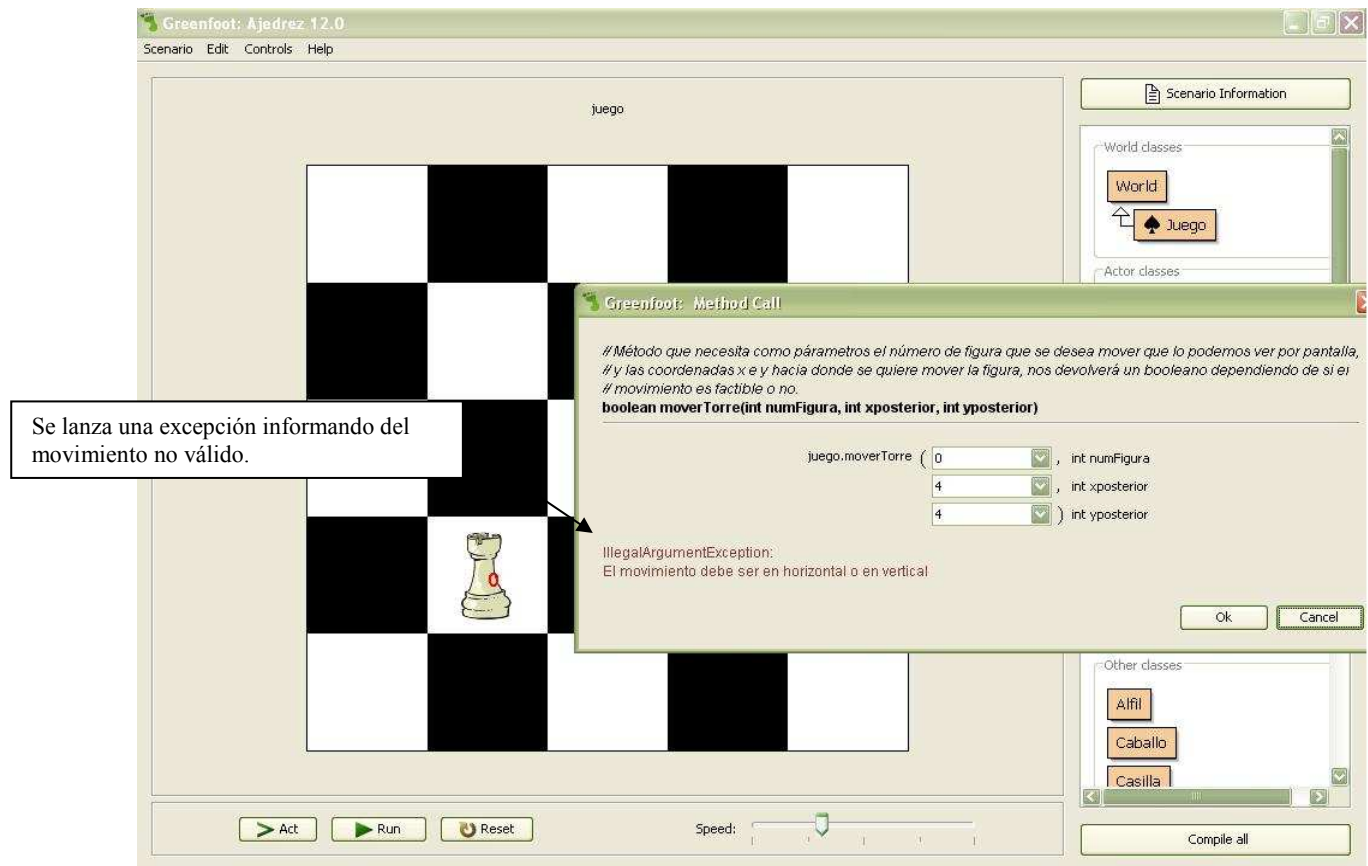 Greenfoot: Ajedrez 12.0
Scenario Edit Controls Help
juego
Scenario Information
World classes
World
Juego
Actor classes
Greenfoot: Method Call
// Método que necesita como párametros el número de figura que se desea mover que lo podemos ver por pantalla,
// y las coordenadas x e y hacia donde se quiere mover la figura, nos devolverá un booleano dependiendo de si el
// movimiento es factible o no.
boolean moverTorre(int numFigura, int xposterior, int yposterior)
Se lanza una excepción informando del
movimiento no válido.
juego.moverTorre ( 0 , int numFigura
4 , int xposterior
4 ) int yposterior
IllegalArgumentException:
El movimiento debe ser en horizontal o en vertical
0
Ok Cancel
Other classes
Alfil
Caballo
Casilla
Act Run Reset Speed:
Compile all